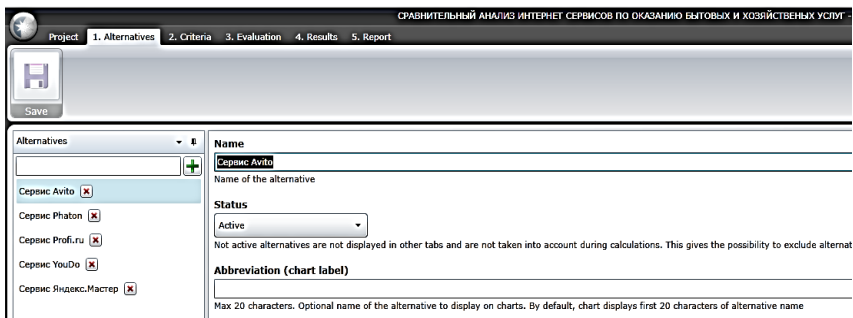 СРАВНИТЕЛЬНЫЙ АНАЛИЗ ИНТЕРНЕТ СЕРВИСОВ ПО ОКАЗАНИЮ БЫТОВЫХ И ХОЗЯЙСТВЕНЫХ УСЛУГ -
Project 1. Alternatives 2. Criteria 3. Evaluation 4. Results 5. Report
Save
Alternatives
Сервис Avito
Сервис Phaton
Сервис Profi.ru
Сервис YouDo
Сервис Яндекс.Мастер
Name
Сервис Avito
Name of the alternative
Status
Active
Not active alternatives are not displayed in other tabs and are not taken into account during calculations. This gives the possibility to exclude alternat
Abbreviation (chart label)
Max 20 characters. Optional name of the alternative to display on charts. By default, chart displays first 20 characters of alternative name